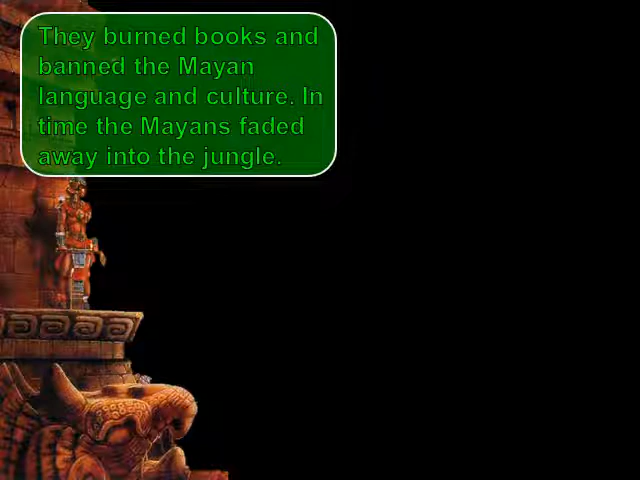 They burned books and
banned the Mayan
language and culture. In
time the Mayans faded
away into the jungle.